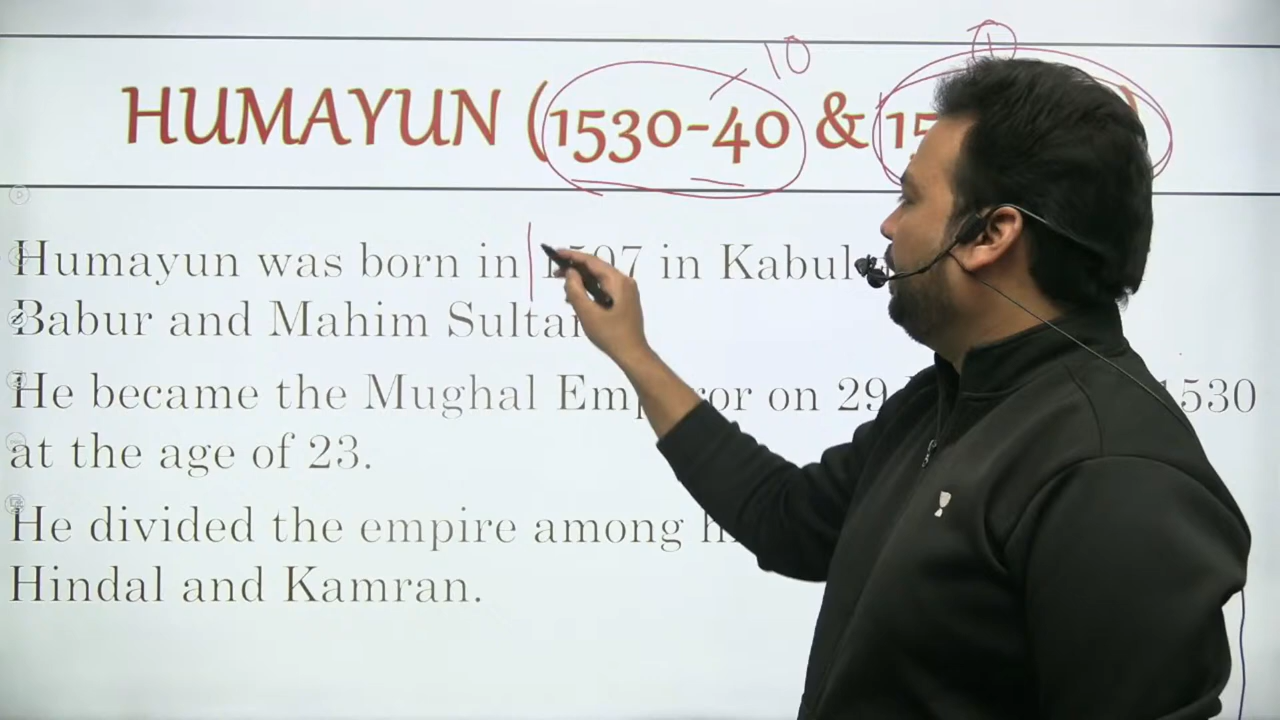 10 1
HUMAYUN (1530-40 & 15
Humayun was born in 1507 in Kabul
Babur and Mahim
He became the Mughal Emperor on 29 1530
at the age of 23.
He divided the empire among
Hindal and Kamran.